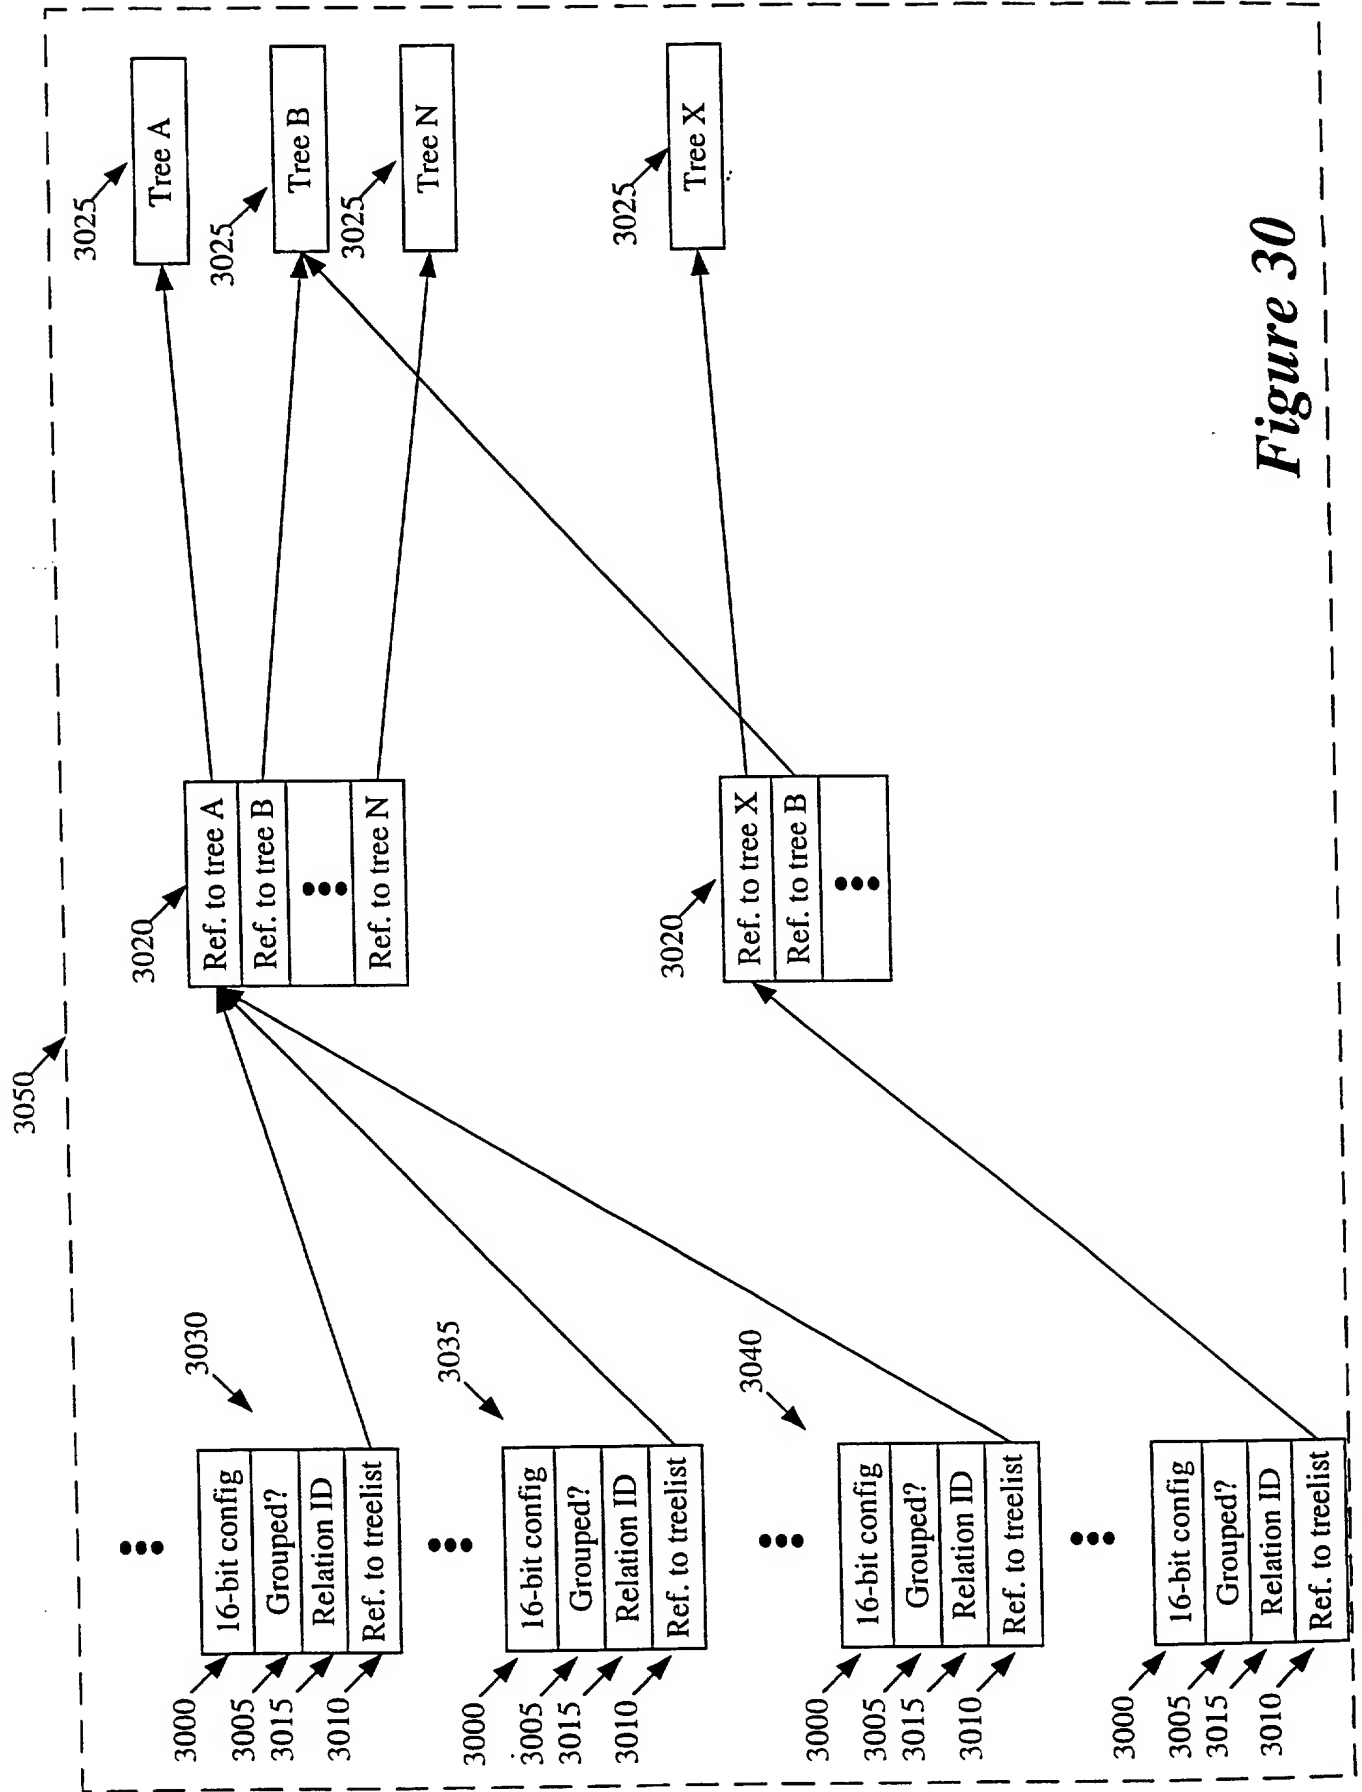 3050
3030
16-bit config
Grouped?
Relation ID
Ref. to treelist
3000
3005
3015
3010
3035
16-bit config
Grouped?
Relation ID
Ref. to treelist
3000
3005
3015
3010
3040
16-bit config
Grouped?
Relation ID
Ref. to treelist
3000
3005
3015
3010
16-bit config
Grouped?
Relation ID
Ref. to treelist
3000
3005
3015
3010
3020
Ref. to tree A
Ref. to tree B
Ref. to tree N
3020
Ref. to tree X
Ref. to tree B
3025
Tree A
3025
Tree B
3025
Tree N
3025
Tree X
Figure 30